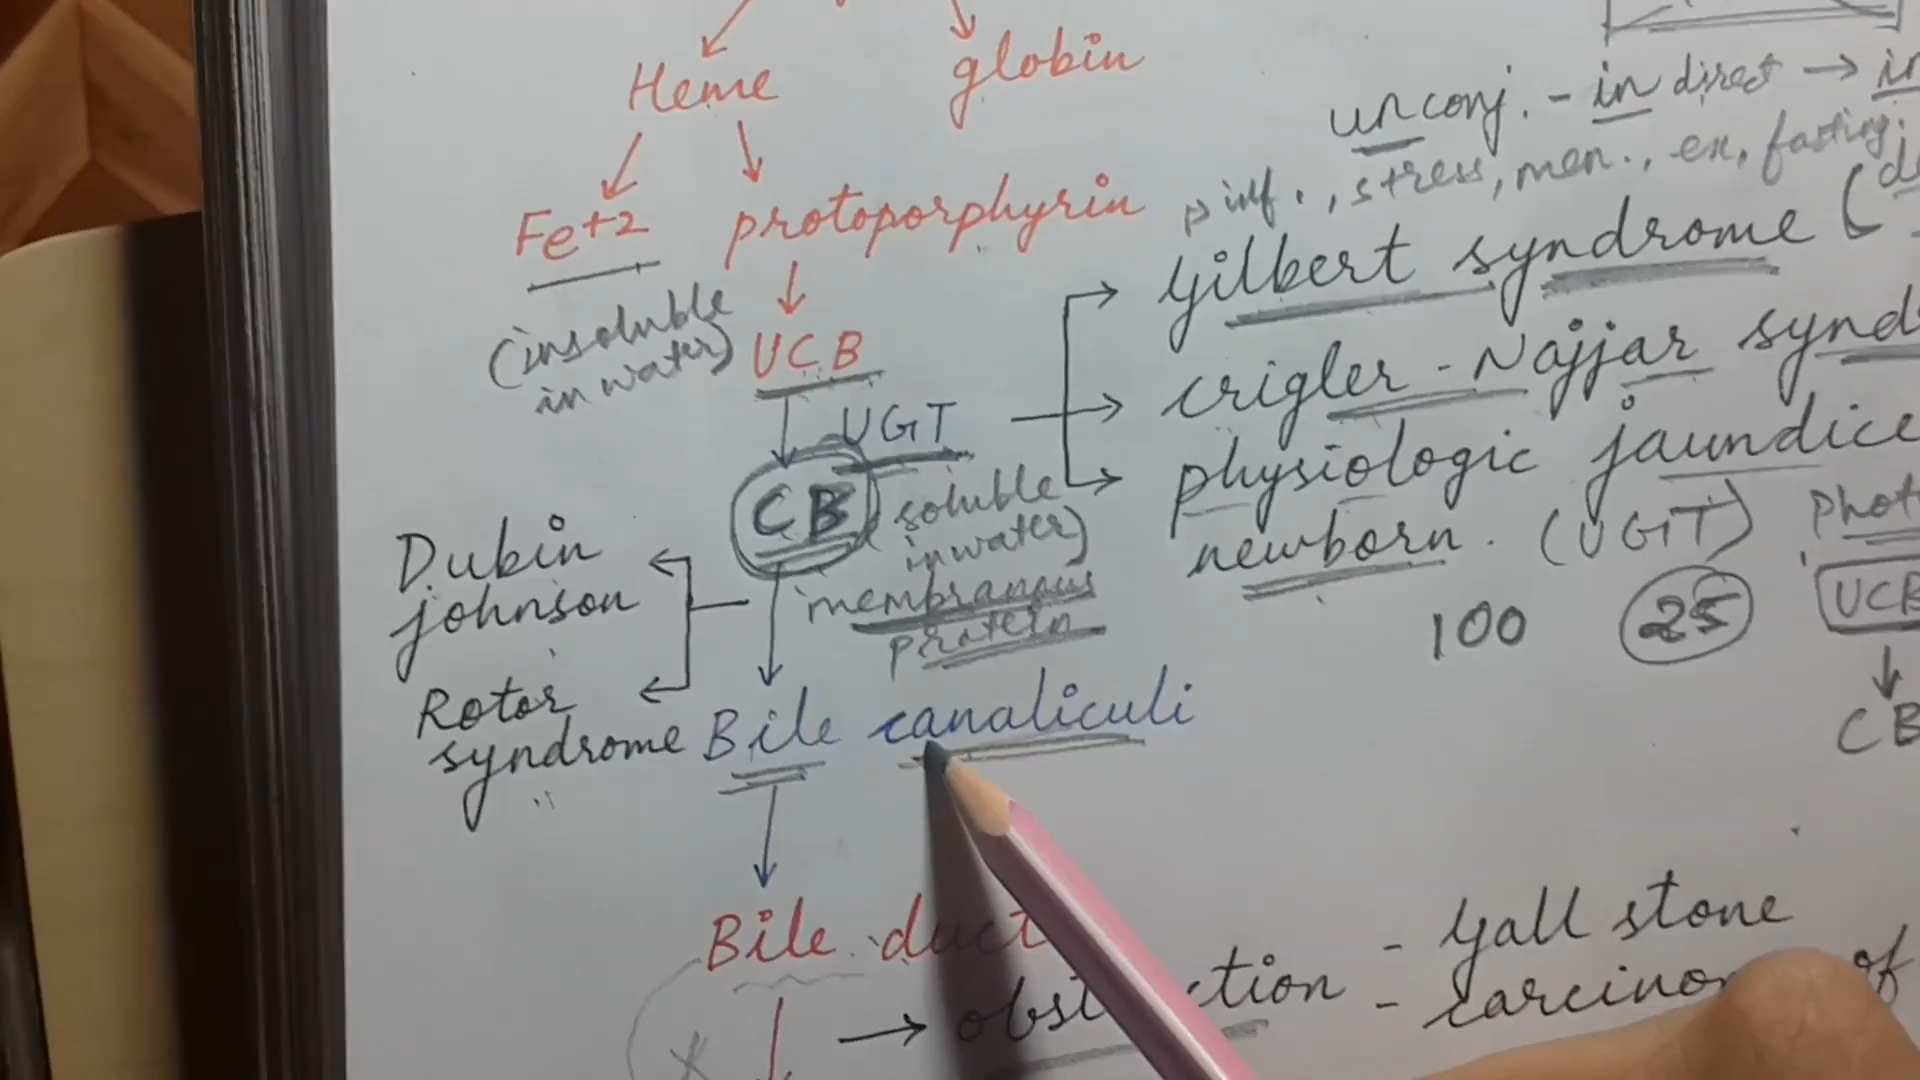 Heme globin
unconj. - in direct → in
inf., stress, men., ex, fasting.
Fe+2 protoporphyrin
Gilbert syndrome (
(insoluble
in water) UCB
crigler - Najjar synd
UGT
physiologic jaundice
CB (soluble
in water)
newborn. (UGT) Phot
Dubin
johnson
membranous
protein
100 25 UCB
CB
Rotor
syndrome Bile canaliculi
Bile duct
→ - Gall stone
- of